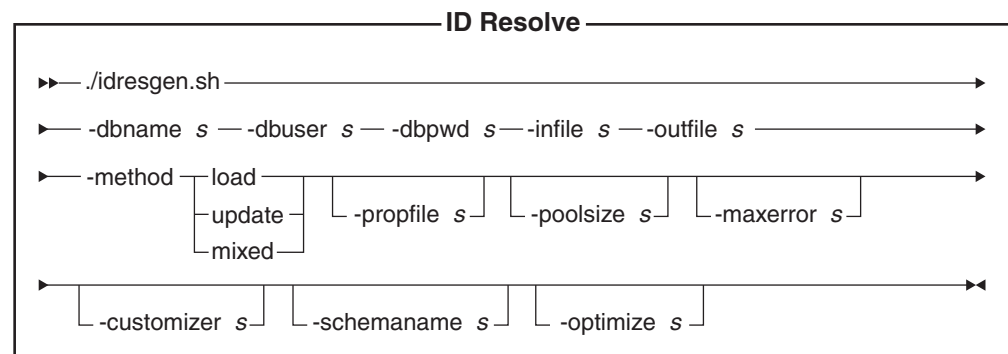 ID Resolve
./idresgen.sh
-dbname s -dbuser s -dbpwd s -infile s -outfile s
-method load
update
mixed
-propfile s -poolsize s -maxerror s
-customizer s -schemaname s -optimize s